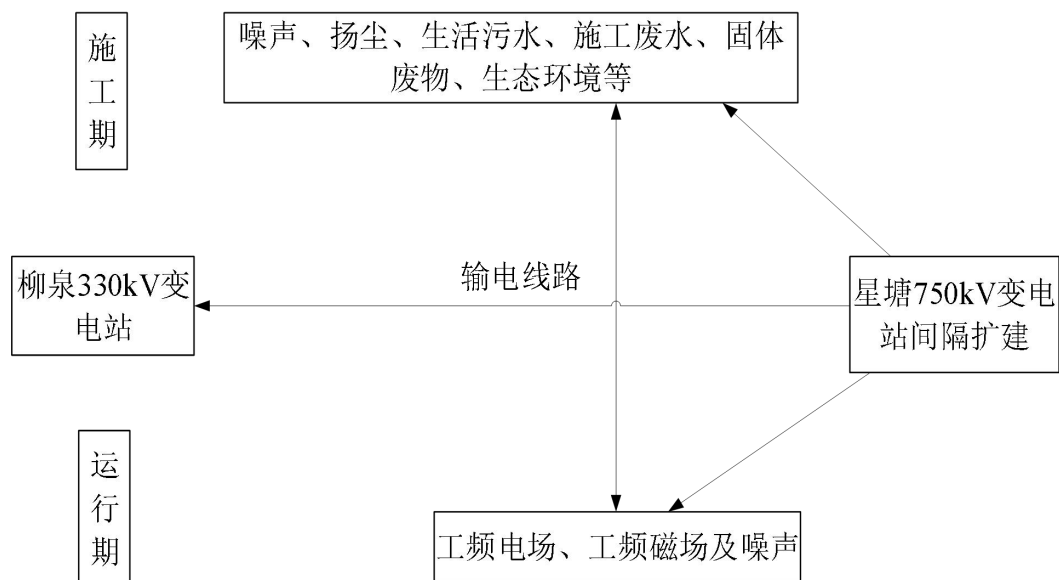 施工期
噪声、扬尘、生活污水、施工废水、固体
废物、生态环境等
柳泉330kV变
电站
输电线路
星塘750kV变电
站间隔扩建
运行期
工频电场、工频磁场及噪声